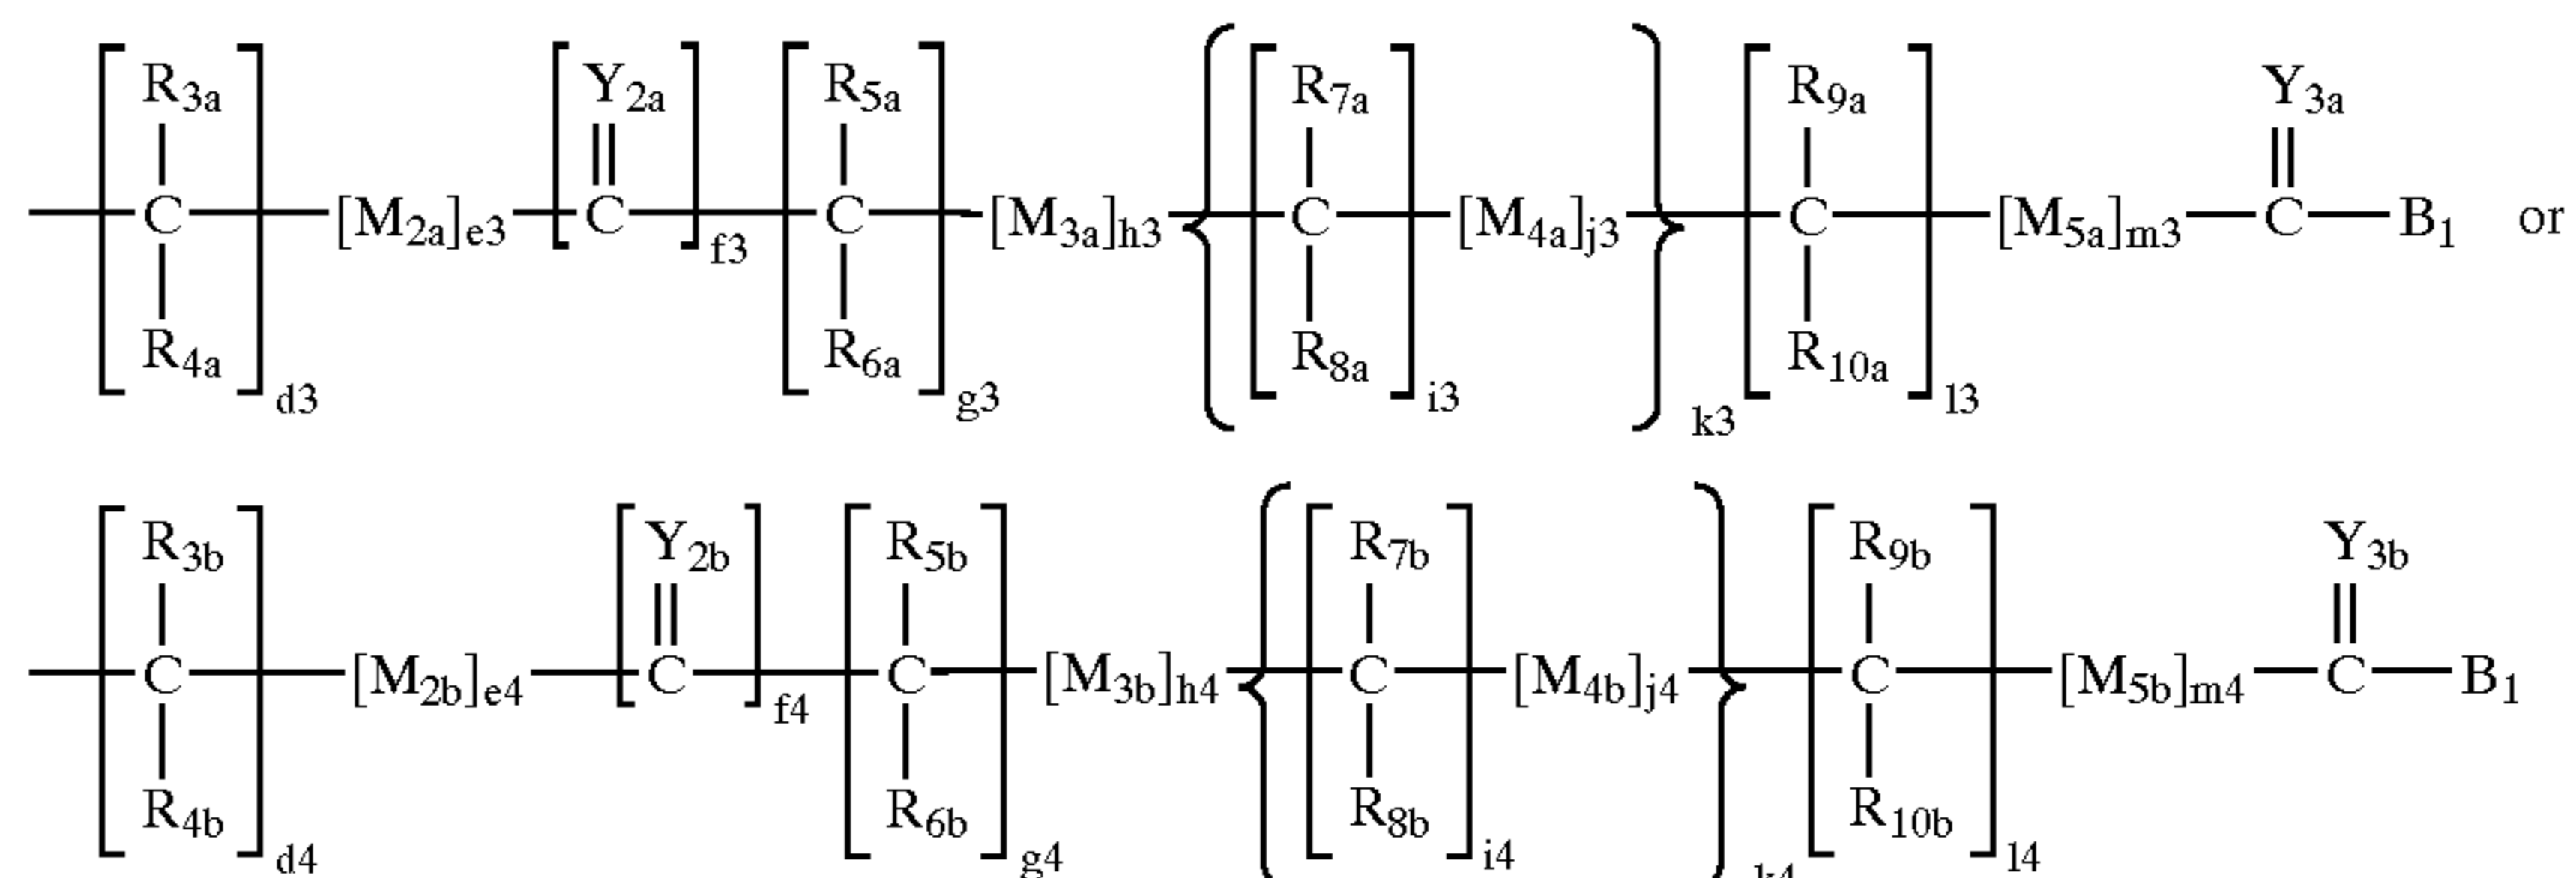 R3a Y2a R5a R7a R9a Y3a
C [M2a]e3 C C [M3a]h3 C [M4a]j3 C [M5a]m3 C B1 or
R4a d3 f3 R6a g3 R8a i3 k3 R10a l3
R3b Y2b R5b R7b R9b Y3b
C [M2b]e4 C C [M3b]h4 C [M4b]j4 C [M5b]m4 C B1
R4b d4 f4 R6b g4 R8b i4 k4 R10b l4